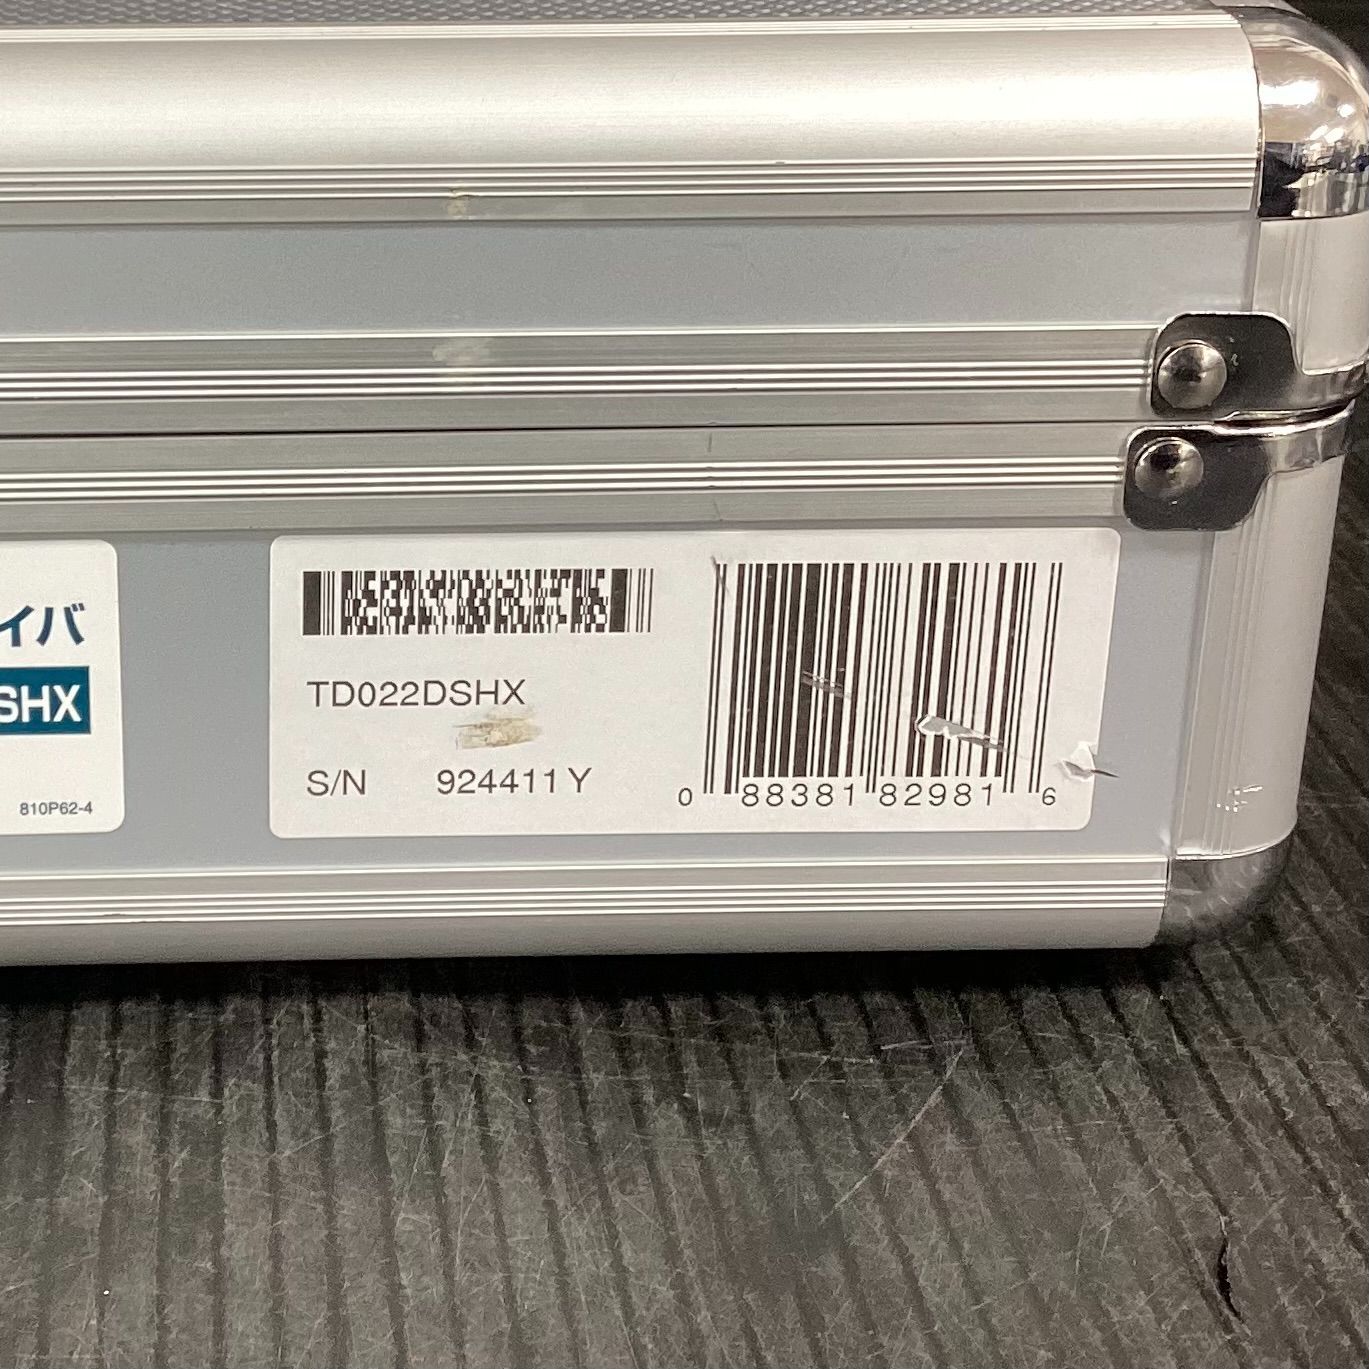 イバ
SHX
810P62-4
TD022DSHX
S/N 924411Y
0 88381 82981 6